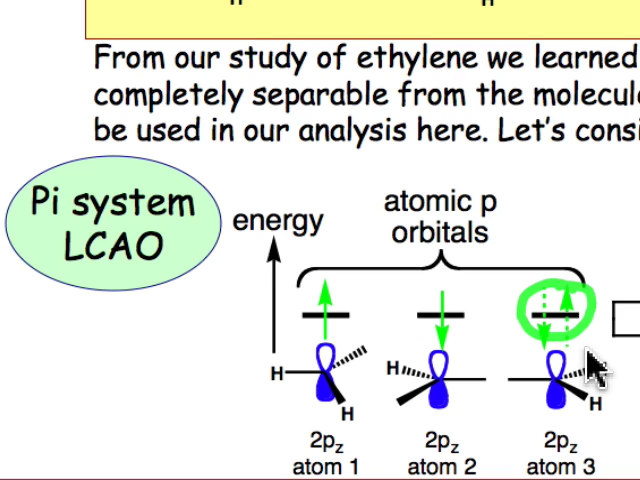 From our study of ethylene we learned
completely separable from the molecul
be used in our analysis here. Let's consi
Pi system
LCAO
energy
atomic p
orbitals
H
H
H
H
2pz
atom 1
2pz
atom 2
2pz
atom 3